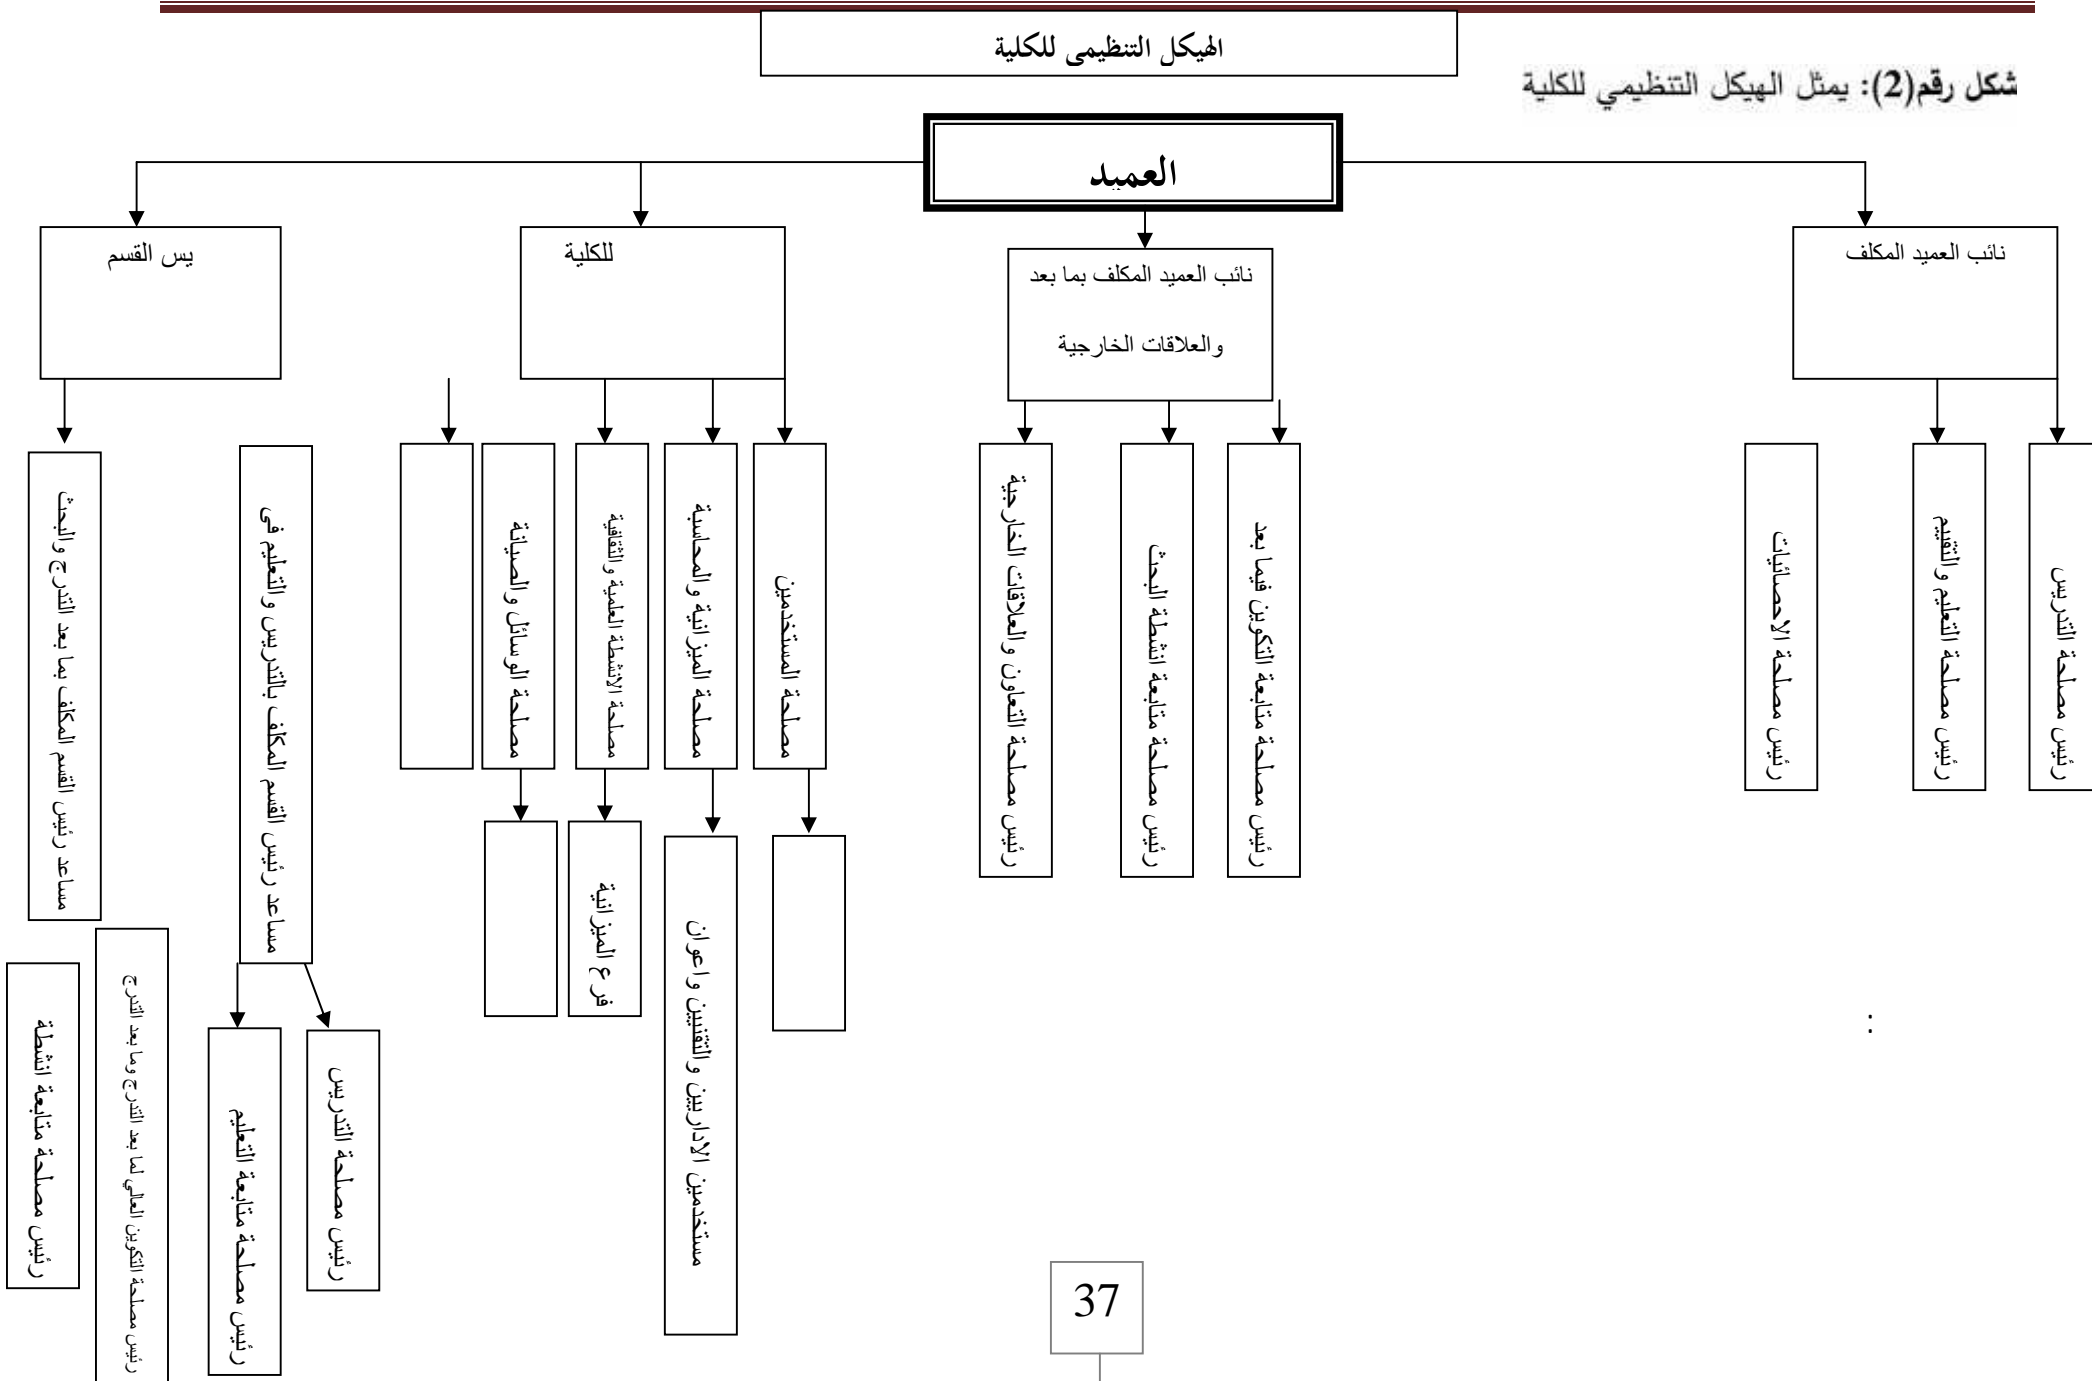 الهيكل التنظيمى للكلية
شكل رقم(2): يمثل الهيكل التنظيمي للكلية
العميد
نائب العميد المكلف
نائب العميد المكلف بما بعد
والعلاقات الخارجية
للكلية
يس القسم
رئيس مصلحة التدريس
رئيس مصلحة التعليم والتقييم
رئيس مصلحة الاحصائيات
رئيس مصلحة متابعة التكوين فيما بعد
رئيس مصلحة متابعة انشطة البحث
رئيس مصلحة التعاون والعلاقات الخارجية
مصلحة المستخدمين
مصلحة الميزانية والمحاسبة
مصلحة الانشطة العلمية والثقافية
مصلحة الوسائل والصيانة
مساعد رئيس القسم المكلف بالتدريس والتعليم فى
مساعد رئيس القسم المكلف بما بعد التدرج والبحث
مستخدمين الاداريين والتقنيين واعوان
فرع الميزانية
رئيس مصلحة التدريس
رئيس مصلحة متابعة التعليم
رئيس مصلحة التكوين العالي لما بعد التدرج وما بعد التدرج
رئيس مصلحة متابعة انشطة
:
37